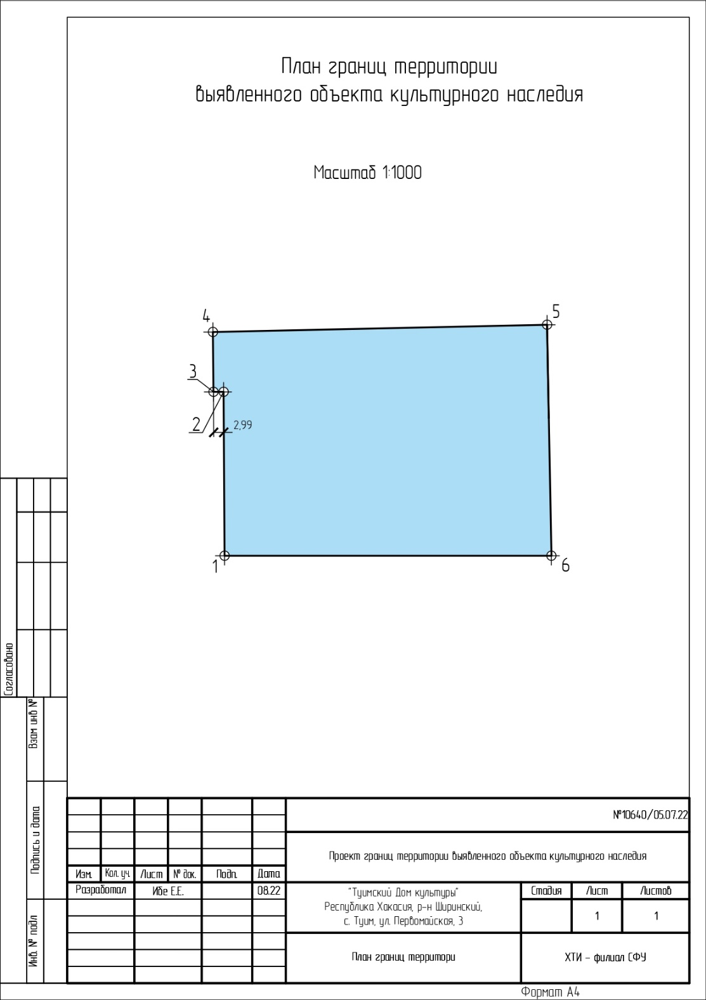 План границ территории
выявленного объекта культурного наследия
Масштаб 1:1000
4
5
3
2
2,99
1
6
Согласовано
Взам инв №
Подпись и дата
Инв. № подл
№10640/05.07.22
Проект границ территории выявленного объекта культурного наследия
Изм. Кол. уч. Лист № док. Подп. Дата
Разработал Ибе Е.Е. 08.22
"Туимский Дом культуры"
Республика Хакасия, р-н Ширинский,
с. Туим, ул. Первомайская, 3
Стадия Лист Листов
1 1
План границ територи
ХТИ - филиал СФУ
Формат А4